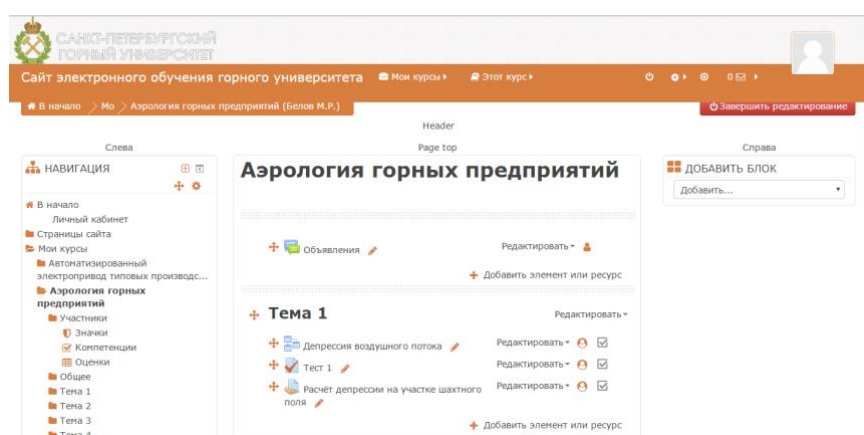 САНКТ-ПЕТЕРБУРГСКИЙ
ГОРНЫЙ УНИВЕРСИТЕТ
Сайт электронного обучения горного университета Мои курсы Этот курс 0
В начало Мо Аэрология горных предприятий (Белов М.Р.) Завершить редактирование
Header
Слева Page top Справа
НАВИГАЦИЯ
В начало
Личный кабинет
Страницы сайта
Мои курсы
Автоматизированный
электропривод типовых производс...
Аэрология горных
предприятий
Участники
Значки
Компетенции
Оценки
Общее
Тема 1
Тема 2
Тема 3
Тема 4
Аэрология горных предприятий
Объявления Редактировать
Добавить элемент или ресурс
Тема 1 Редактировать
Депрессия воздушного потока Редактировать
Тест 1 Редактировать
Расчёт депрессии на участке шахтного Редактировать
поля
Добавить элемент или ресурс
ДОБАВИТЬ БЛОК
Добавить...